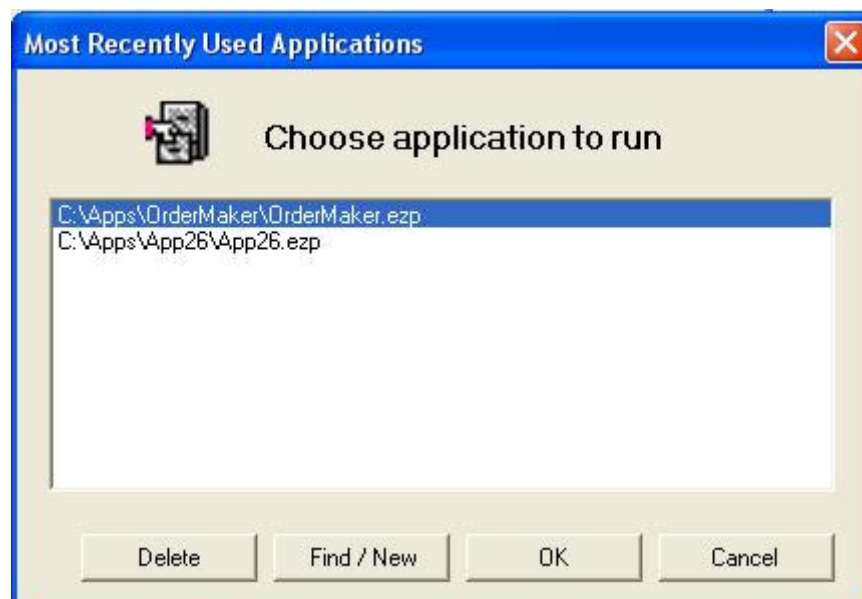 Most Recently Used Applications
Choose application to run
C:\Apps\OrderMaker\OrderMaker.ezp
C:\Apps\App26\App26.ezp
Delete
Find / New
OK
Cancel